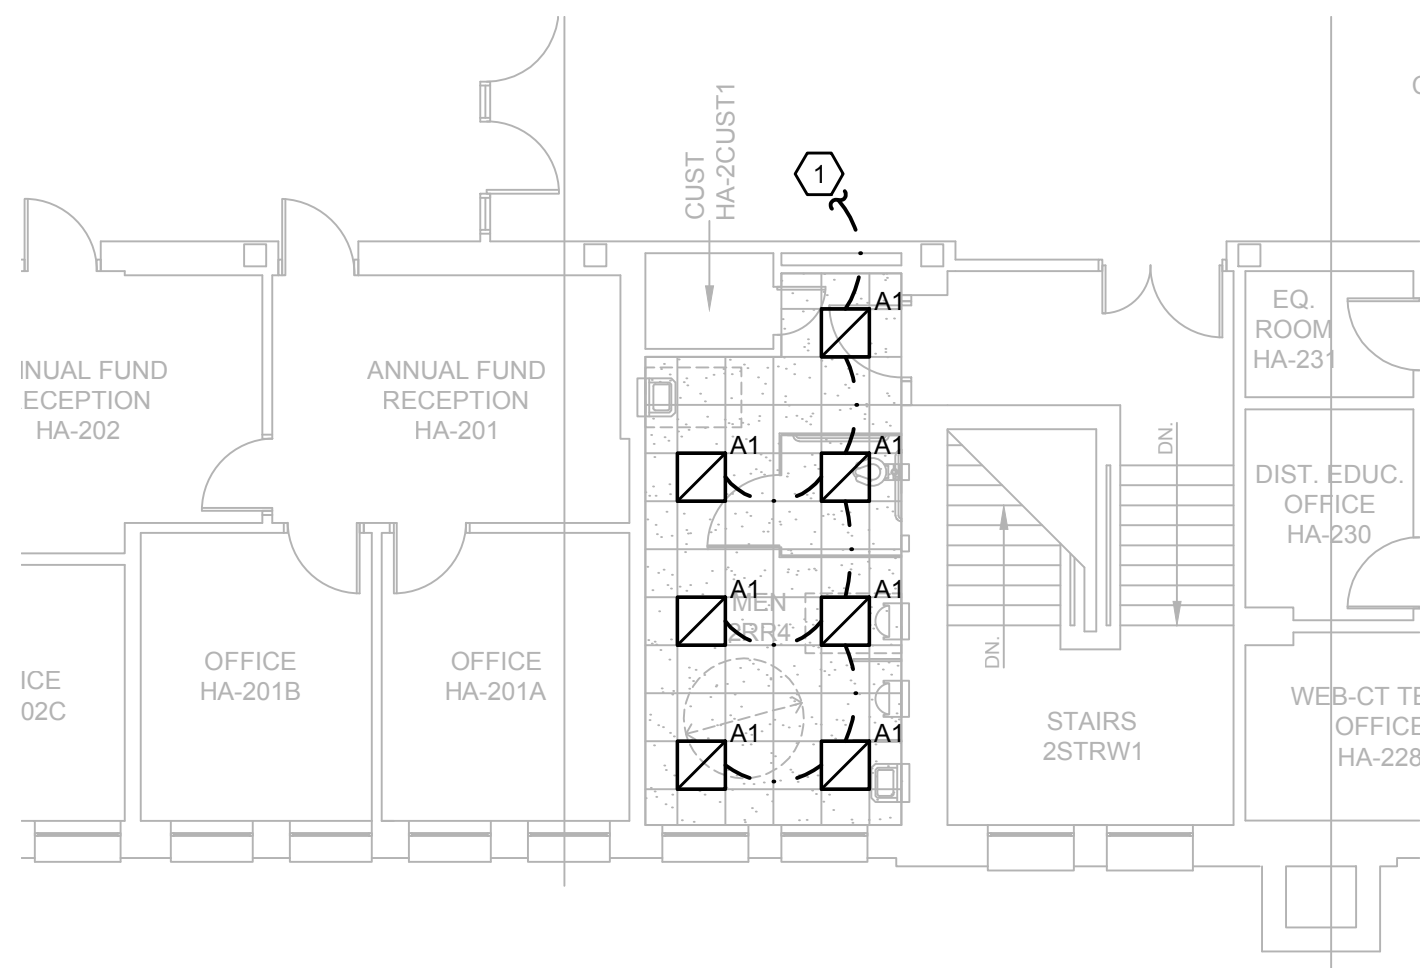 CUST
HA-2CUST1
1
A1
EQ.
ROOM
HA-231
NUAL FUND
ECEPTION
HA-202
ANNUAL FUND
RECEPTION
HA-201
A1
A1
DN.
DIST. EDUC.
OFFICE
HA-230
A1
A1
MEN
2RR4
DN.
ICE
02C
OFFICE
HA-201B
OFFICE
HA-201A
A1
A1
STAIRS
2STRW1
WEB-CT TE
OFFICE
HA-228